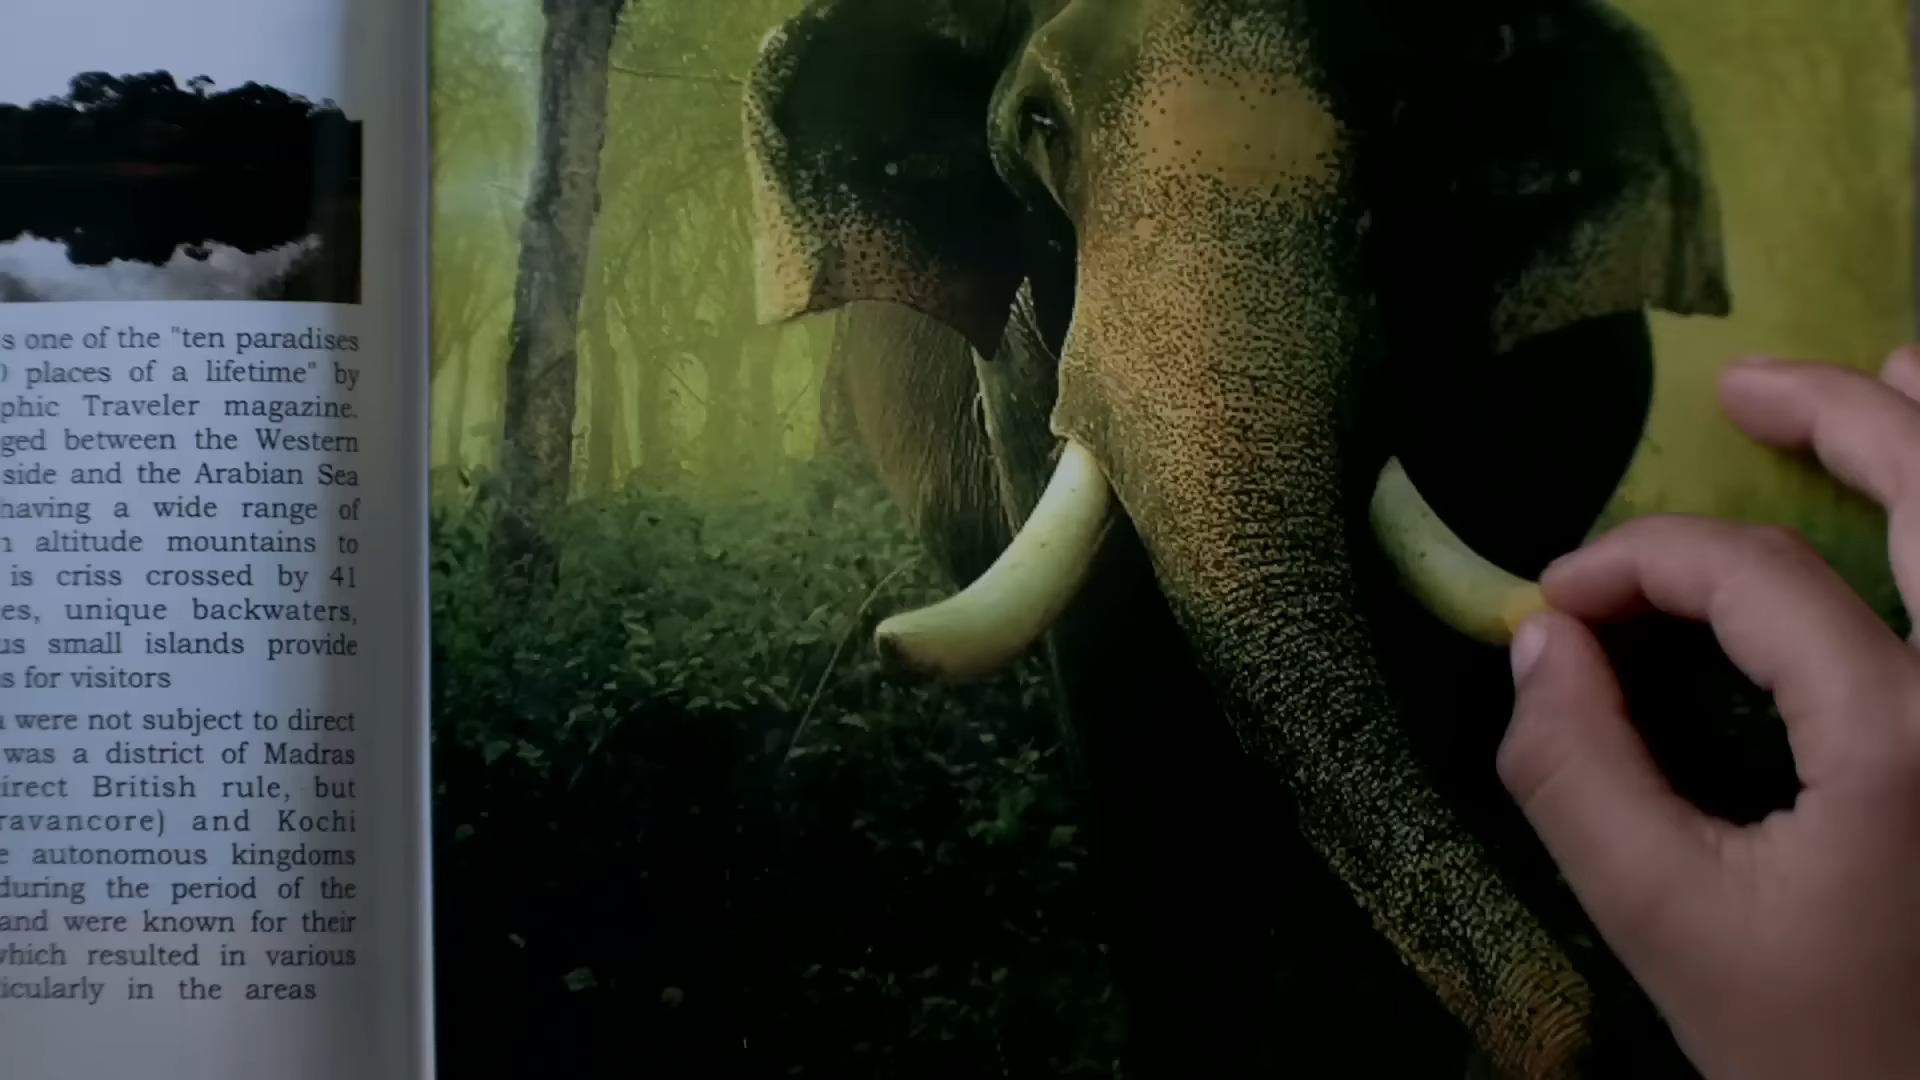 s one of the "ten paradises
places of a lifetime" by
phic Traveler magazine.
ged between the Western
side and the Arabian Sea
having a wide range of
altitude mountains to
is criss crossed by 41
es, unique backwaters,
us small islands provide
s for visitors
were not subject to direct
was a district of Madras
irect British rule, but
ravancore) and Kochi
autonomous kingdoms
during the period of the
and were known for their
which resulted in various
icularly in the areas